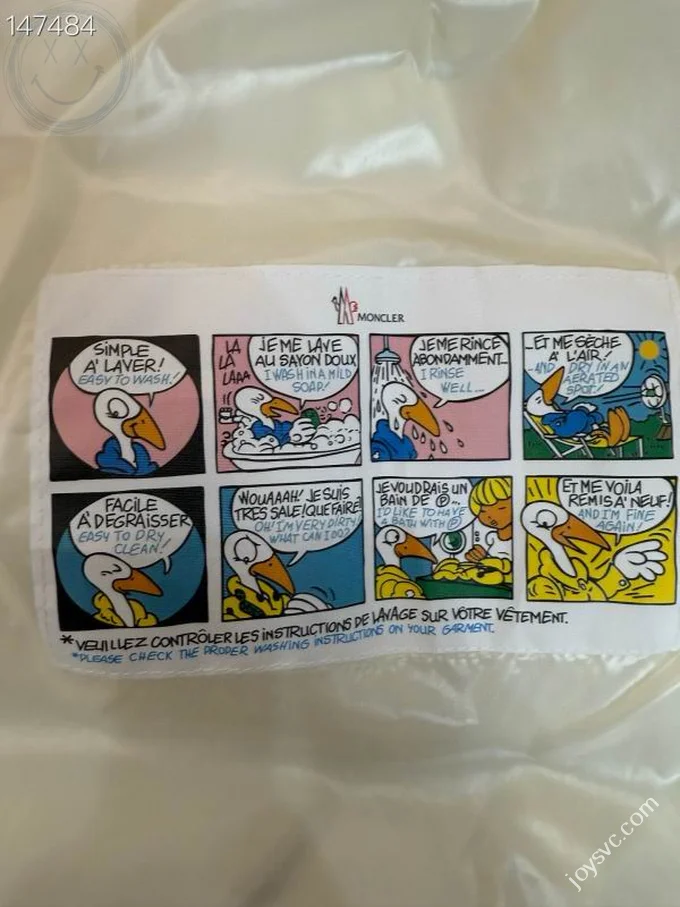 147484
MONCLER
SIMPLE
A' LAVER!
EASY TO WASH!
LA
LA
LAAA
JE ME LAVE
AU SAVON DOUX
I WASH IN A MILD
SOAP!
JE ME RINCE
ABONDAMMENT...
I RINSE
WELL...
...ET ME SÈCHE
A' L'AIR!
...AND DRY IN AN
AERATED
SPOT!
FACILE
A' DEGRAISSER
EASY TO DRY
CLEAN!
WOUAAAH! JE SUIS
TRES SALE! QUE FAIRE?
OH! I'M VERY DIRTY!
WHAT CAN I DO?
JE VOUDRAIS UN
BAIN DE Ⓟ...
I'D LIKE TO HAVE
A BATH WITH Ⓟ
ET ME VOILA
REMIS A' NEUF!
AND I'M FINE
AGAIN!
*VEUILLEZ CONTRÔLER LES INSTRUCTIONS DE LAVAGE SUR VÔTRE VÊTEMENT.
*PLEASE CHECK THE PROPER WASHING INSTRUCTIONS ON YOUR GARMENT.
joysvc.com